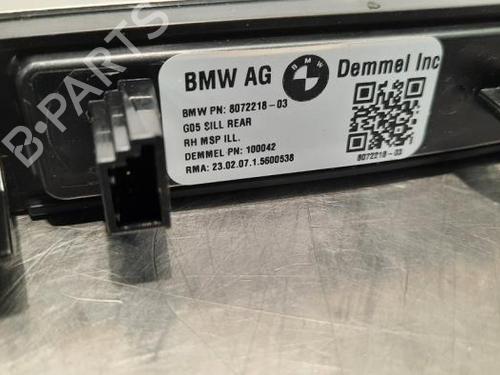 BMW AG
Demmel Inc
BMW PN: 8072218-03
G05 SILL REAR
RH MSP ILL.
DEMMEL PN: 100042
RMA: 23.02.07.1.5600538
8072218-03
B-PARTS